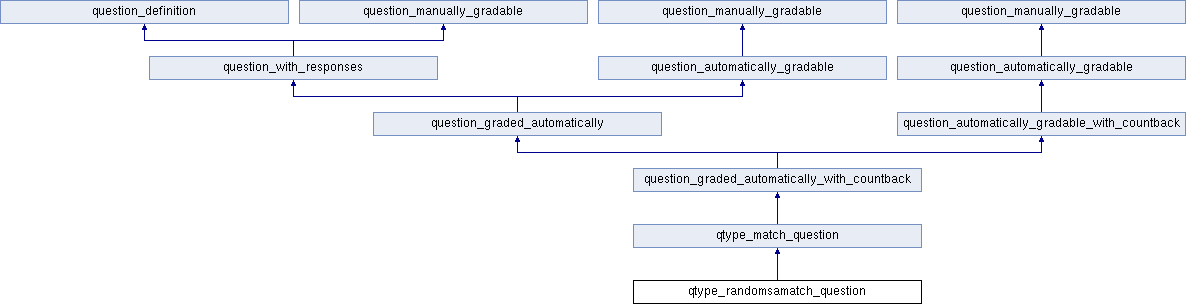 question_definition
question_manually_gradable
question_manually_gradable
question_manually_gradable
question_with_responses
question_automatically_gradable
question_automatically_gradable
question_graded_automatically
question_automatically_gradable_with_countback
question_graded_automatically_with_countback
qtype_match_question
qtype_randomsamatch_question